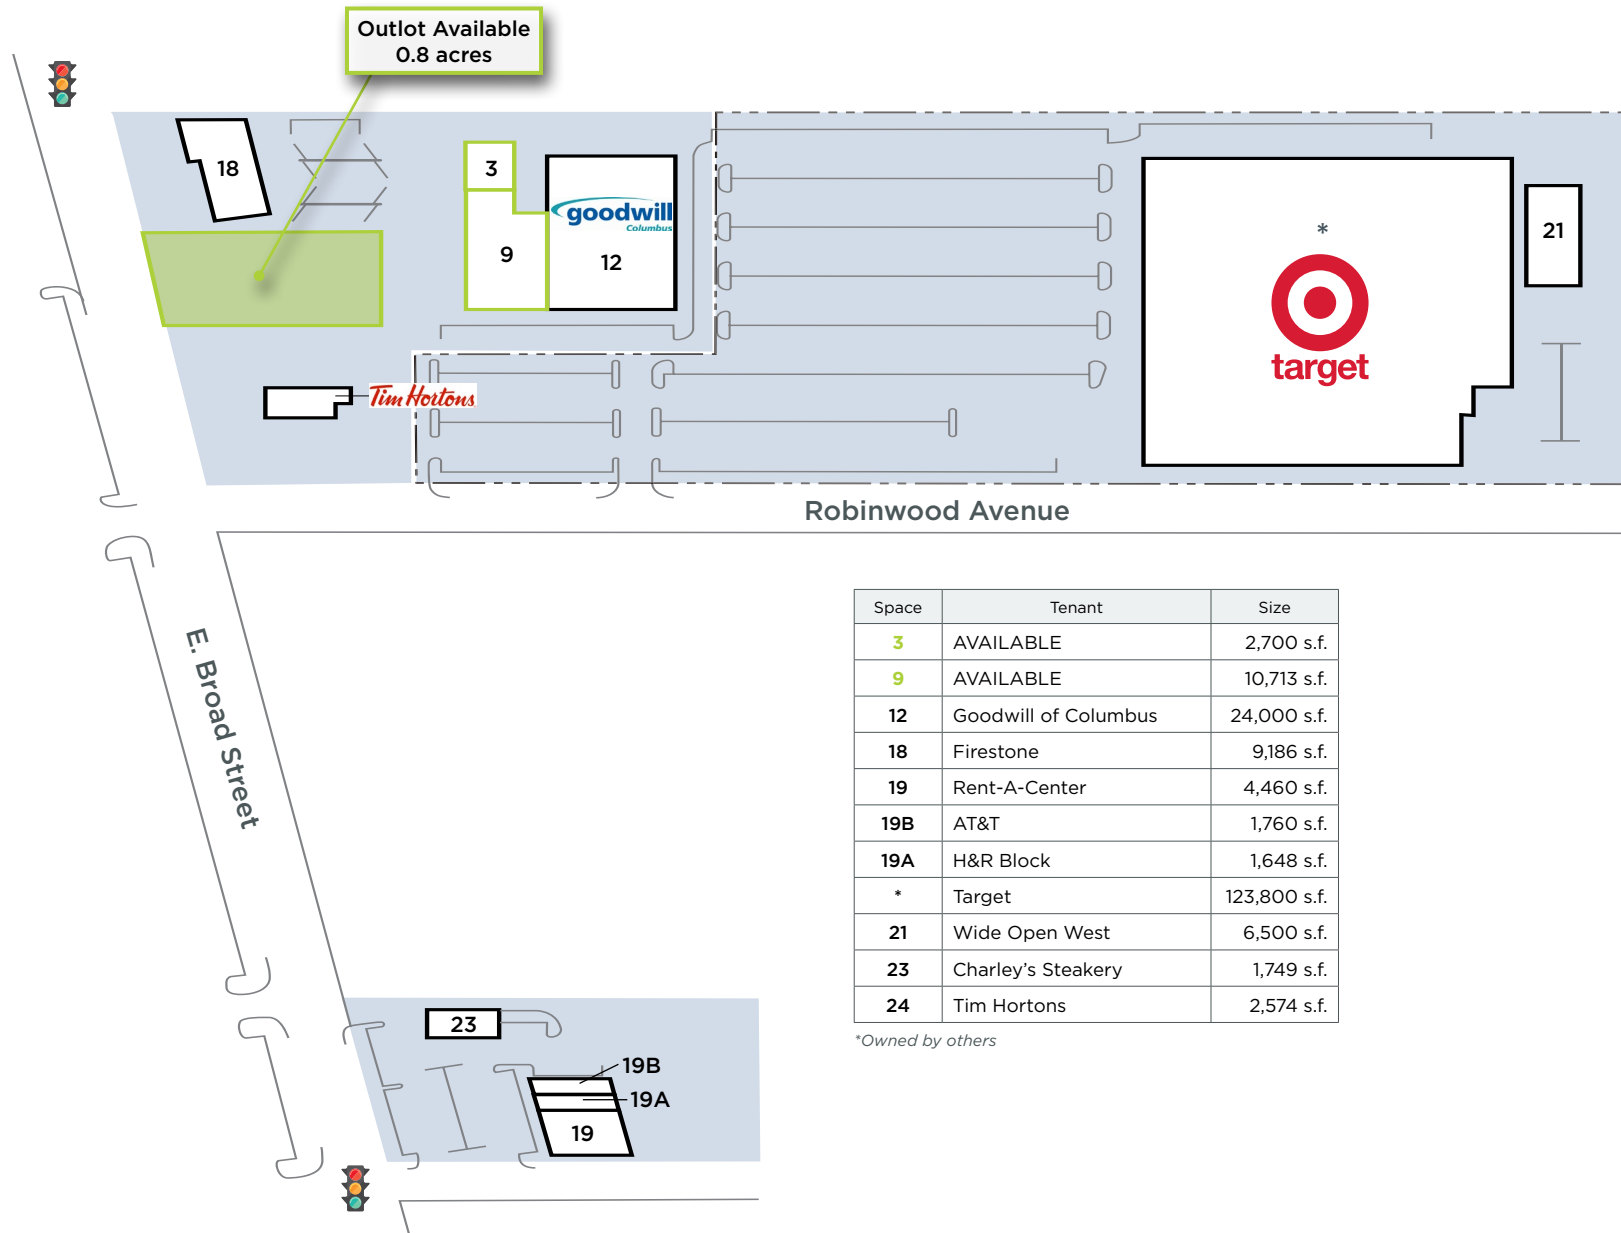 Outlot Available
0.8 acres
18
3
goodwill
Columbus
9
12
*
target
21
Tim Hortons
Robinwood Avenue
E. Broad Street
Space Tenant Size
3 AVAILABLE 2,700 s.f.
9 AVAILABLE 10,713 s.f.
12 Goodwill of Columbus 24,000 s.f.
18 Firestone 9,186 s.f.
19 Rent-A-Center 4,460 s.f.
19B AT&T 1,760 s.f.
19A H&R Block 1,648 s.f.
* Target 123,800 s.f.
21 Wide Open West 6,500 s.f.
23 Charley’s Steakery 1,749 s.f.
24 Tim Hortons 2,574 s.f.
*Owned by others
23
19B
19A
19